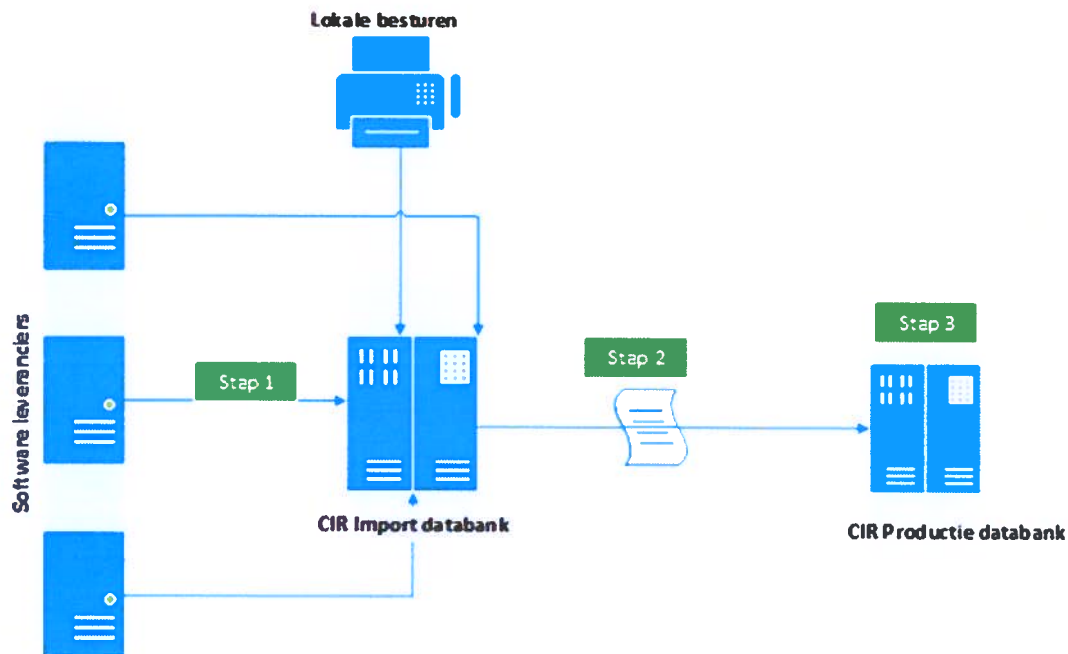 Lokale besturen
Software leveranciers
Stap 1
Stap 2
Stap 3
CIR Import databank
CIR Productie databank